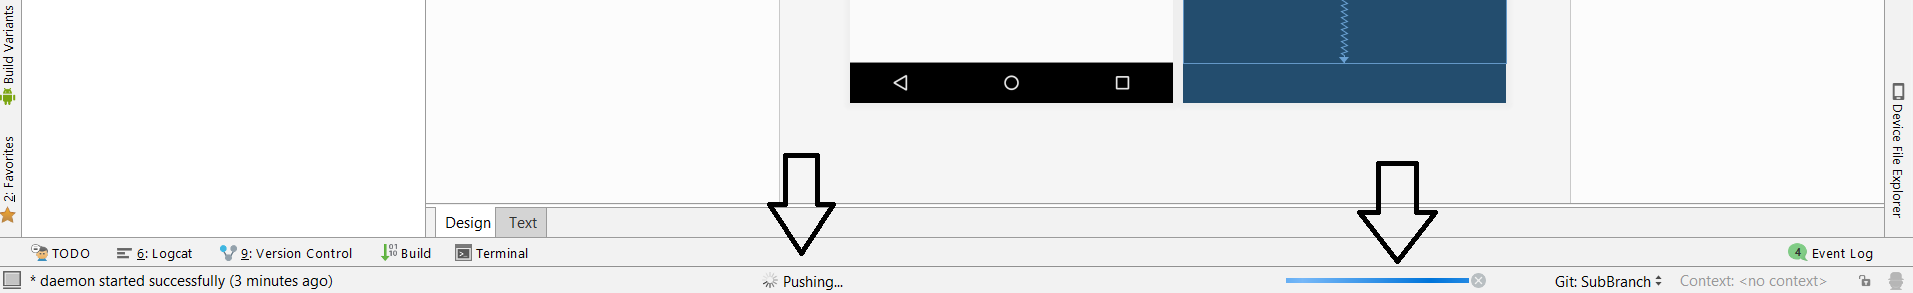 Build Variants
2: Favorites
Device File Explorer
Design Text
TODO 6: Logcat 9: Version Control Build Terminal 4 Event Log
* daemon started successfully (3 minutes ago) Pushing... Git: SubBranch Context: <no context>